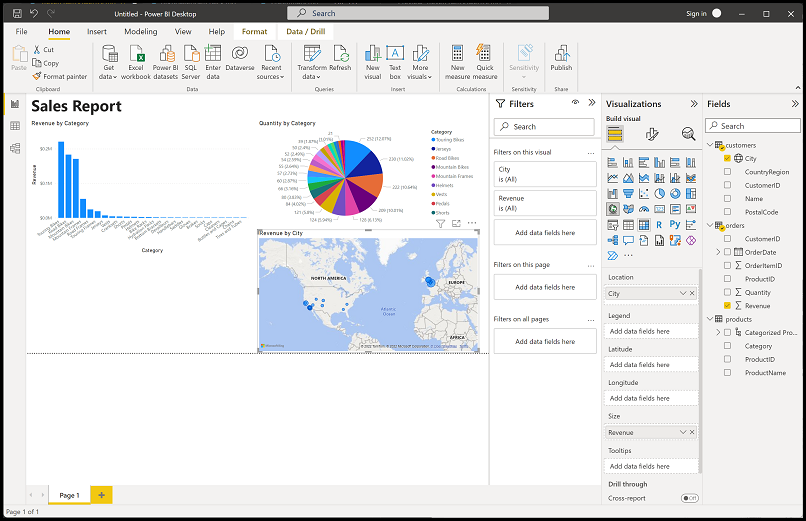 Untitled - Power BI Desktop
Search
Sign in
File
Home
Insert
Modeling
View
Help
Format
Data / Drill
Paste
Cut
Copy
Format painter
Get data
Excel workbook
Power BI datasets
SQL Server
Enter data
Dataverse
Recent sources
Transform data
Refresh
New visual
Text box
More visuals
New measure
Quick measure
Sensitivity
Publish
Clipboard
Data
Queries
Insert
Calculations
Sensitivity
Share
Sales Report
Revenue by Category
Revenue
$0.2M
$0.1M
$0.0M
Category
Quantity by Category
252 (12.61%)
230 (11.02%)
222 (10.64%)
209 (10.01%)
128 (6.13%)
124 (5.94%)
121 (5.8%)
84 (4.02%)
80 (3.83%)
66 (3.16%)
60 (2.87%)
57 (2.73%)
55 (2.64%)
54 (2.59%)
52 (2.49%)
Category
Touring Bikes
Jerseys
Road Bikes
Mountain Bikes
Mountain Frames
Helmets
Vests
Pedals
Shorts
Revenue by City
NORTH AMERICA
EUROPE
Atlantic
Ocean
AFRICA
Filters
Search
Filters on this visual
City
is (All)
Revenue
is (All)
Add data fields here
Filters on this page
Add data fields here
Filters on all pages
Add data fields here
Visualizations
Build visual
R
Py
Location
City
Legend
Add data fields here
Latitude
Add data fields here
Longitude
Add data fields here
Size
Revenue
Tooltips
Add data fields here
Drill through
Cross-report
Off
Fields
Search
customers
City
CountryRegion
CustomerID
Name
PostalCode
orders
CustomerID
OrderDate
OrderItemID
ProductID
Quantity
Revenue
products
Categorized Pro...
Category
ProductID
ProductName
Page 1
Page 1 of 1